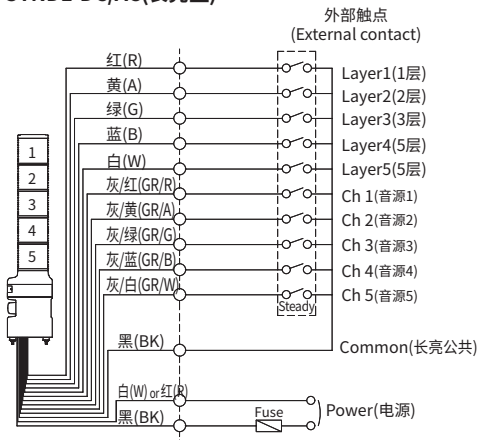 外部触点
(External contact)
红(R)
Layer1(1层)
黄(A)
Layer2(2层)
绿(G)
Layer3(3层)
蓝(B)
Layer4(5层)
白(W)
Layer5(5层)
灰/红(GR/R)
Ch 1(音源1)
灰/黄(GR/A)
Ch 2(音源2)
灰/绿(GR/G)
Ch 3(音源3)
灰/蓝(GR/B)
Ch 4(音源4)
灰/白(GR/W)
Ch 5(音源5)
1
2
3
4
5
Steady
黑(BK)
Common(长亮公共)
白(W) or 红(R)
黑(BK)
Fuse
Power(电源)